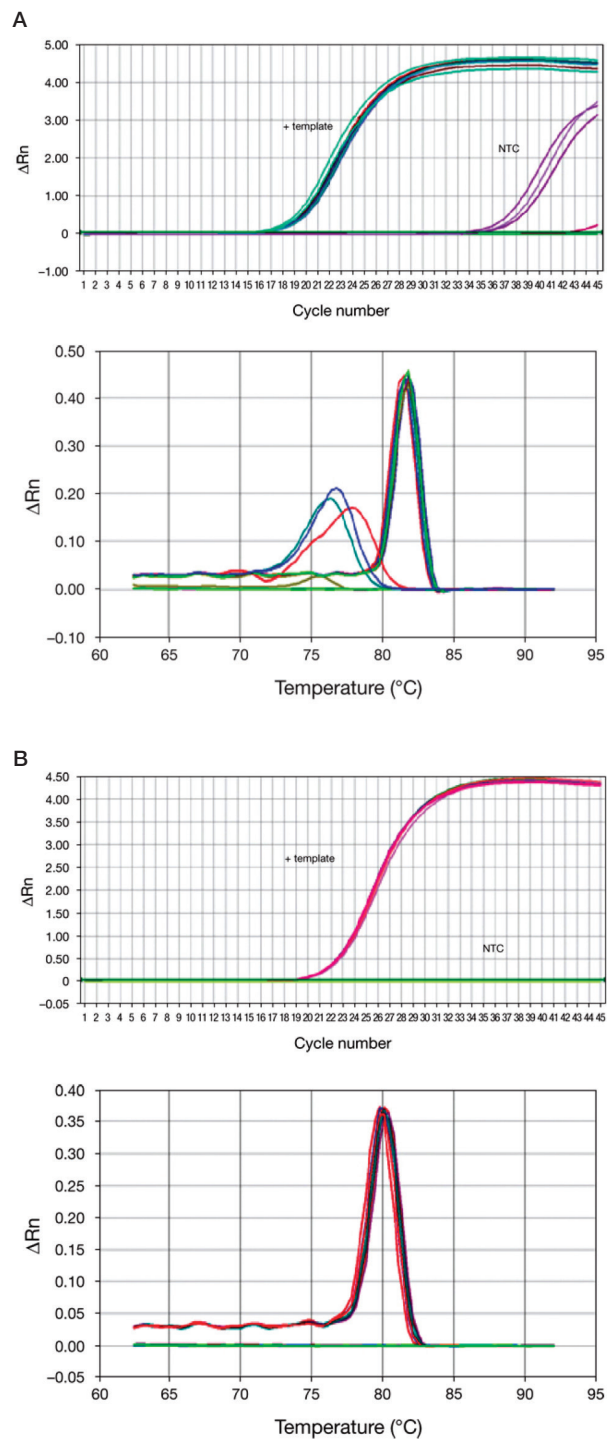 A
5.00
4.00
3.00
2.00
1.00
0
−1.00
ΔRn
+ template
NTC
1 2 3 4 5 6 7 8 9 10 11 12 13 14 15 16 17 18 19 20 21 22 23 24 25 26 27 28 29 30 31 32 33 34 35 36 37 38 39 40 41 42 43 44 45
Cycle number
0.50
0.40
0.30
0.20
0.10
0.00
−0.10
ΔRn
60 65 70 75 80 85 90 95
Temperature (°C)
B
4.50
4.00
3.50
3.00
2.50
2.00
1.50
1.00
0.50
0
−0.05
ΔRn
+ template
NTC
1 2 3 4 5 6 7 8 9 10 11 12 13 14 15 16 17 18 19 20 21 22 23 24 25 26 27 28 29 30 31 32 33 34 35 36 37 38 39 40 41 42 43 44 45
Cycle number
0.40
0.35
0.30
0.25
0.20
0.15
0.10
0.05
0.00
−0.05
ΔRn
60 65 70 75 80 85 90 95
Temperature (°C)